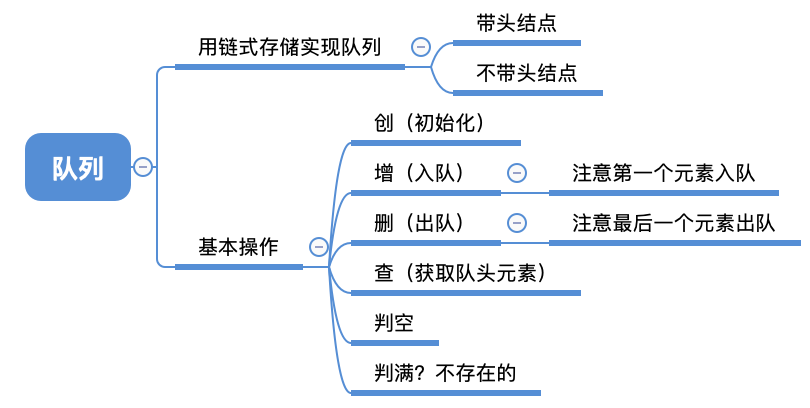 队列
用链式存储实现队列
带头结点
不带头结点
基本操作
创（初始化）
增（入队）
注意第一个元素入队
删（出队）
注意最后一个元素出队
查（获取队头元素）
判空
判满？不存在的